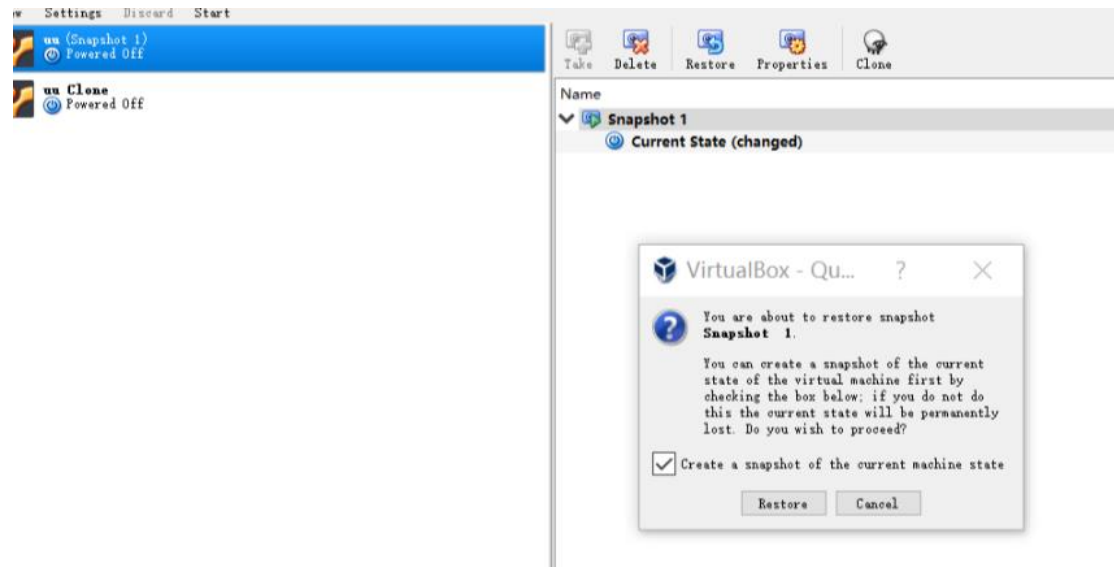 Settings Discard Start
uu (Snapshot 1)
Powered Off
uu Clone
Powered Off
Take Delete Restore Properties Clone
Name
Snapshot 1
Current State (changed)
VirtualBox - Qu... ?
You are about to restore snapshot
Snapshot 1.
You can create a snapshot of the current
state of the virtual machine first by
checking the box below; if you do not do
this the current state will be permanently
lost. Do you wish to proceed?
Create a snapshot of the current machine state
Restore Cancel